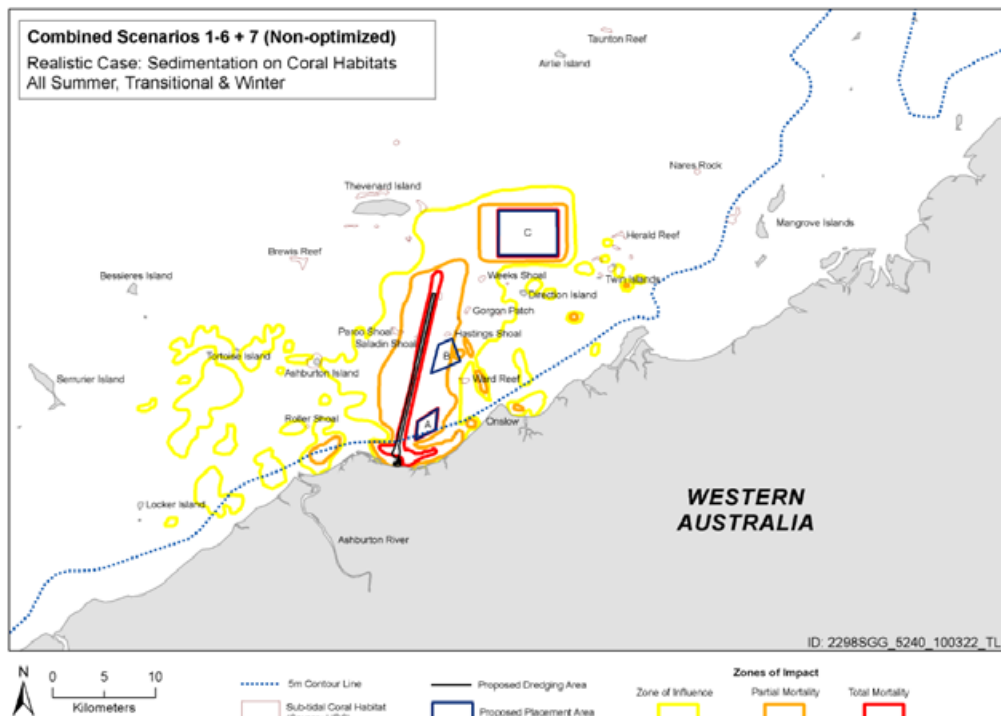 Combined Scenarios 1-6 + 7 (Non-optimized)
Realistic Case: Sedimentation on Coral Habitats
All Summer, Transitional & Winter
Taunton Reef
Airlie Island
Nares Rock
Thevenard Island
Mangrove Islands
C
Herald Reef
Brewis Reef
Bessieres Island
Weeks Shoal
Twin Islands
Direction Island
Gorgon Patch
Paroo Shoal
Hastings Shoal
Saladin Shoal
Tortoise Island
B
Ashburton Island
Serrurier Island
Ward Reef
Roller Shoal
A
Onslow
Locker Island
WESTERN
AUSTRALIA
Ashburton River
ID: 2298SGG_5240_100322_TL
N
0 5 10
Kilometers
5m Contour Line
Sub-tidal Coral Habitat
Proposed Dredging Area
Proposed Placement Area
Zones of Impact
Zone of Influence
Partial Mortality
Total Mortality